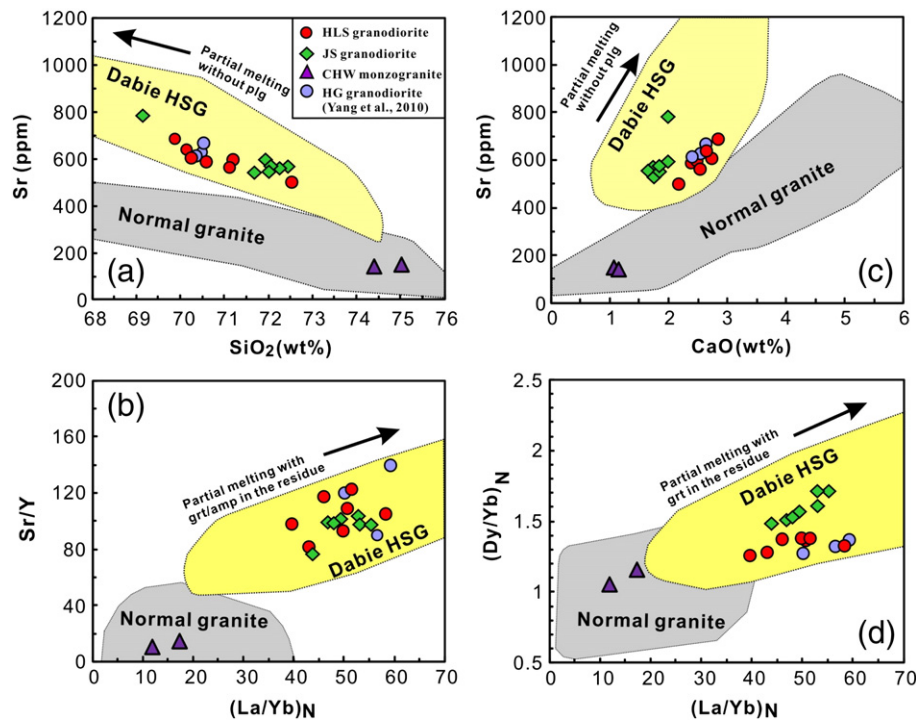 1200
1000
800
600
400
200
0
Sr (ppm)
Partial melting
without plg
Dabie HSG
Normal granite
(a)
HLS granodiorite
JS granodiorite
CHW monzogranite
HG granodiorite
(Yang et al., 2010)
68 69 70 71 72 73 74 75 76
SiO2 (wt%)
1200
1000
800
600
400
200
0
Sr (ppm)
Partial melting
without plg
Dabie HSG
Normal granite
(c)
0 1 2 3 4 5 6
CaO (wt%)
200
160
120
80
40
0
Sr/Y
(b)
Partial melting with
grt/amp in the residue
Dabie HSG
Normal granite
0 10 20 30 40 50 60 70
(La/Yb)N
2.5
2
1.5
1
0.5
(Dy/Yb)N
Partial melting with
grt in the residue
Dabie HSG
Normal granite
(d)
0 10 20 30 40 50 60 70
(La/Yb)N